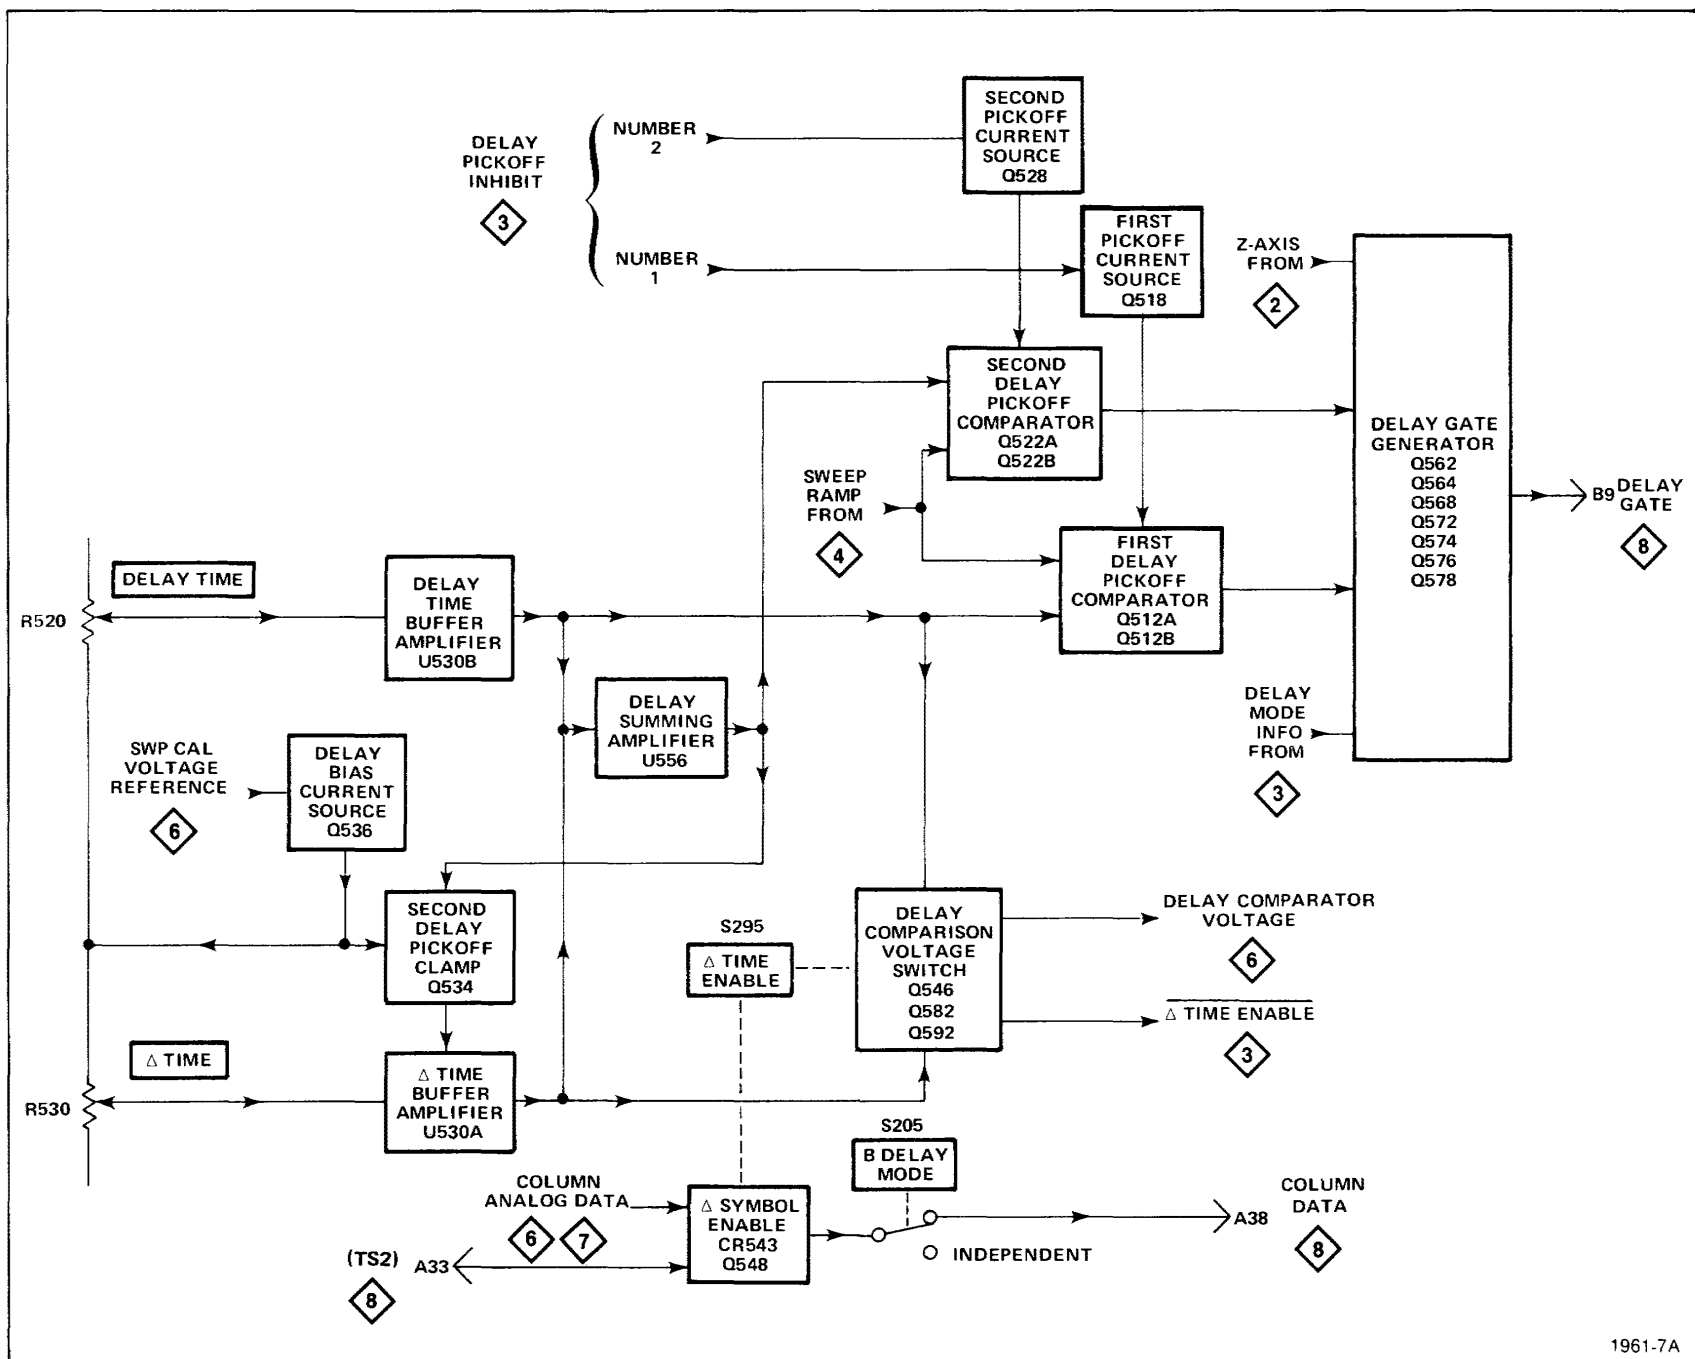 SECOND
PICKOFF
CURRENT
SOURCE
Q528
DELAY
PICKOFF
INHIBIT
3
NUMBER
2
NUMBER
1
FIRST
PICKOFF
CURRENT
SOURCE
Q518
Z-AXIS
FROM
2
SECOND
DELAY
PICKOFF
COMPARATOR
Q522A
Q522B
SWEEP
RAMP
FROM
4
FIRST
DELAY
PICKOFF
COMPARATOR
Q512A
Q512B
DELAY GATE
GENERATOR
Q562
Q564
Q568
Q572
Q574
Q576
Q578
B9 DELAY
GATE
8
DELAY TIME
R520
DELAY
TIME
BUFFER
AMPLIFIER
U530B
DELAY
SUMMING
AMPLIFIER
U556
DELAY
MODE
INFO
FROM
3
SWP CAL
VOLTAGE
REFERENCE
6
DELAY
BIAS
CURRENT
SOURCE
Q536
SECOND
DELAY
PICKOFF
CLAMP
Q534
S295
Δ TIME
ENABLE
DELAY
COMPARISON
VOLTAGE
SWITCH
Q546
Q582
Q592
DELAY COMPARATOR
VOLTAGE
6
Δ TIME ENABLE
3
Δ TIME
R530
Δ TIME
BUFFER
AMPLIFIER
U530A
S205
B DELAY
MODE
COLUMN
ANALOG DATA
6 7
(TS2)
A33
8
Δ SYMBOL
ENABLE
CR543
Q548
INDEPENDENT
A38
COLUMN
DATA
8
1961-7A